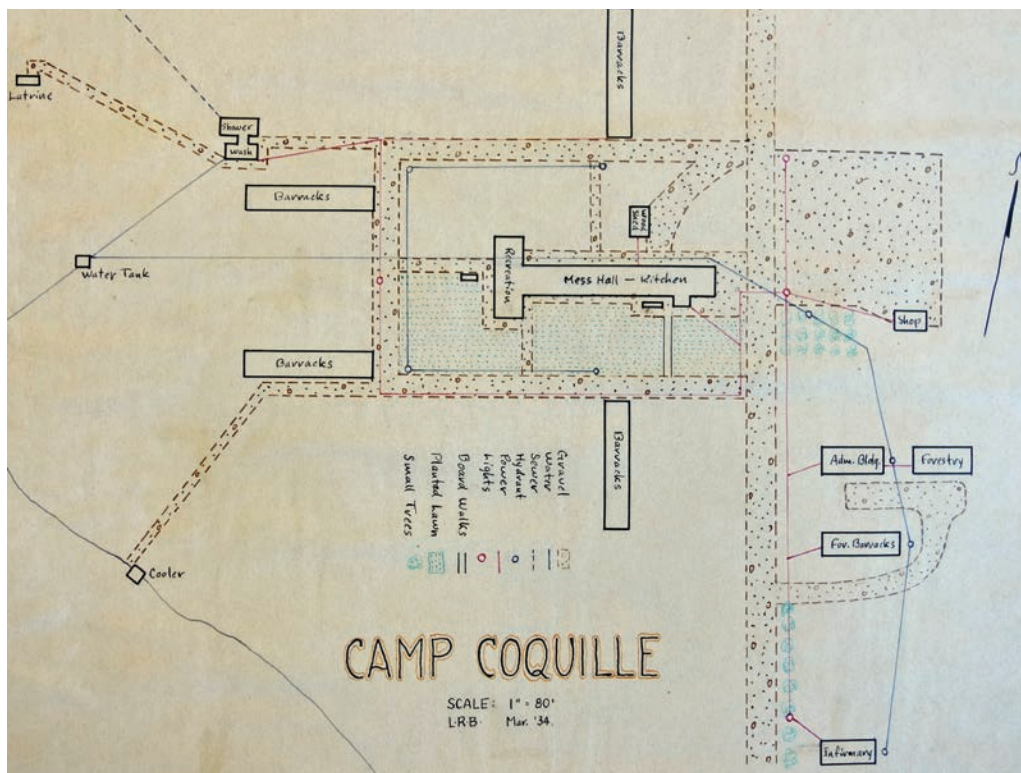 Latrine
Shower
Wash
Barracks
Barracks
Water Tank
Wood
Shed
Recreation
Mess Hall — Kitchen
Shop
Barracks
Barracks
Adm. Bldg.
Forestry
For. Barracks
Cooler
Infirmary
Gravel
Water
Sewer
Hydrant
Power
Lights
Board Walks
Planted Lawn
Small Trees
CAMP COQUILLE
SCALE: 1" = 80'
L.R.B. Mar. '34.